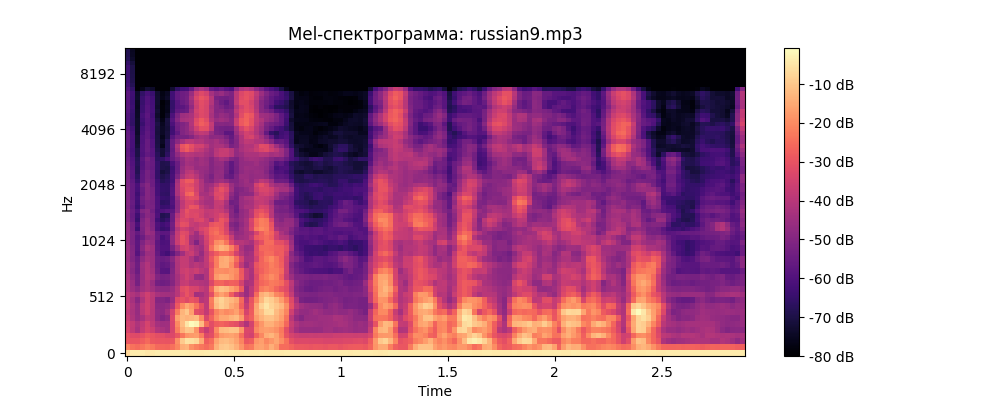 Mel-спектрограмма: russian9.mp3
8192
4096
2048
1024
512
0
Hz
0 0.5 1 1.5 2 2.5
Time
-10 dB
-20 dB
-30 dB
-40 dB
-50 dB
-60 dB
-70 dB
-80 dB